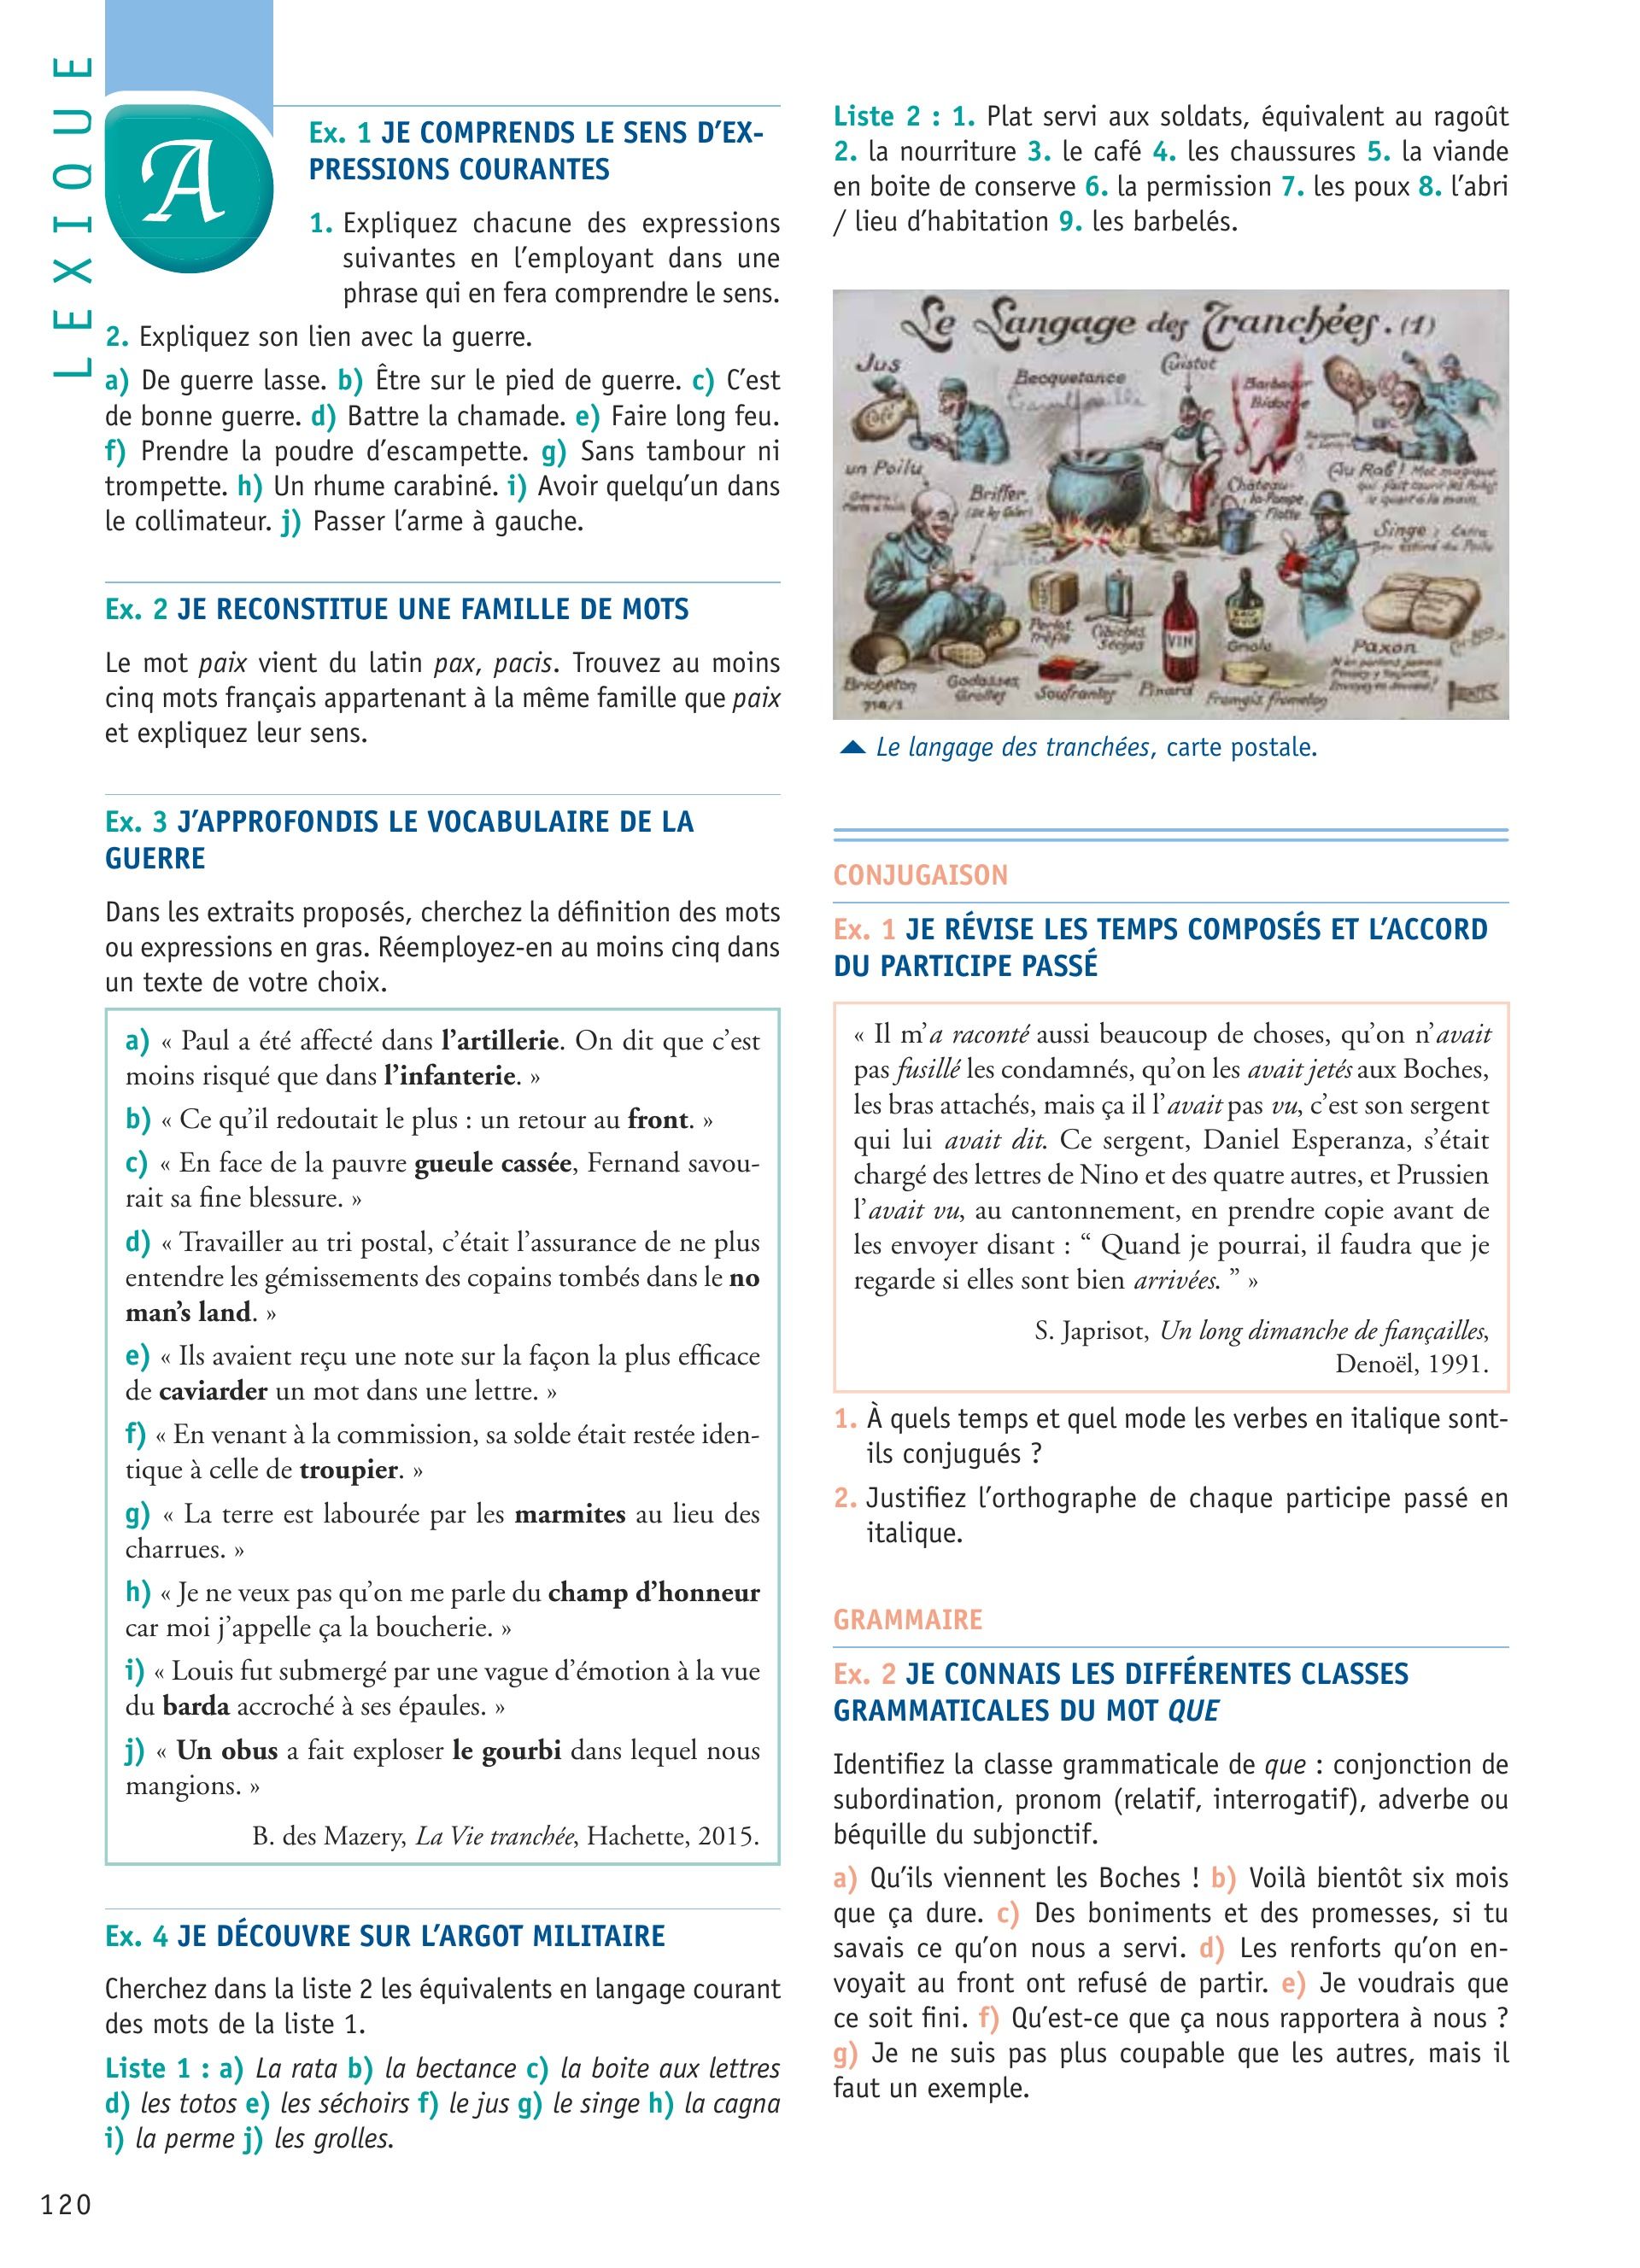 LEXIQUE
A
Ex. 1 JE COMPRENDS LE SENS D’EX-
PRESSIONS COURANTES
1. Expliquez chacune des expressions
suivantes en l’employant dans une
phrase qui en fera comprendre le sens.
2. Expliquez son lien avec la guerre.
a) De guerre lasse. b) Être sur le pied de guerre. c) C’est
de bonne guerre. d) Battre la chamade. e) Faire long feu.
f) Prendre la poudre d’escampette. g) Sans tambour ni
trompette. h) Un rhume carabiné. i) Avoir quelqu’un dans
le collimateur. j) Passer l’arme à gauche.
Ex. 2 JE RECONSTITUE UNE FAMILLE DE MOTS
Le mot paix vient du latin pax, pacis. Trouvez au moins
cinq mots français appartenant à la même famille que paix
et expliquez leur sens.
Ex. 3 J’APPROFONDIS LE VOCABULAIRE DE LA
GUERRE
Dans les extraits proposés, cherchez la définition des mots
ou expressions en gras. Réemployez-en au moins cinq dans
un texte de votre choix.
a) « Paul a été affecté dans l’artillerie. On dit que c’est
moins risqué que dans l’infanterie. »
b) « Ce qu’il redoutait le plus : un retour au front. »
c) « En face de la pauvre gueule cassée, Fernand savou-
rait sa fine blessure. »
d) « Travailler au tri postal, c’était l’assurance de ne plus
entendre les gémissements des copains tombés dans le no
man’s land. »
e) « Ils avaient reçu une note sur la façon la plus efficace
de caviarder un mot dans une lettre. »
f) « En venant à la commission, sa solde était restée iden-
tique à celle de troupier. »
g) « La terre est labourée par les marmites au lieu des
charrues. »
h) « Je ne veux pas qu’on me parle du champ d’honneur
car moi j’appelle ça la boucherie. »
i) « Louis fut submergé par une vague d’émotion à la vue
du barda accroché à ses épaules. »
j) « Un obus a fait exploser le gourbi dans lequel nous
mangions. »
B. des Mazery, La Vie tranchée, Hachette, 2015.
Ex. 4 JE DÉCOUVRE SUR L’ARGOT MILITAIRE
Cherchez dans la liste 2 les équivalents en langage courant
des mots de la liste 1.
Liste 1 : a) La rata b) la bectance c) la boite aux lettres
d) les totos e) les séchoirs f) le jus g) le singe h) la cagna
i) la perme j) les grolles.
120
Liste 2 : 1. Plat servi aux soldats, équivalent au ragoût
2. la nourriture 3. le café 4. les chaussures 5. la viande
en boite de conserve 6. la permission 7. les poux 8. l’abri
/ lieu d’habitation 9. les barbelés.
Le Langage des Tranchées. (1)
Jus
Becquetance
Cuistot
Barbaque
Bidoche
Café
un Poilu
Briffer
Château-
la-Pompe
Flotte
Au Rab ! Mot magique
qui fait courir les Poilus
le quart à la main
Singe
Perlot
VIN
Gnole
Paxon
Bricheton
Godasses
Grolles
Soufrantes
Pinard
Fromgis, frometon
▲ Le langage des tranchées, carte postale.
CONJUGAISON
Ex. 1 JE RÉVISE LES TEMPS COMPOSÉS ET L’ACCORD
DU PARTICIPE PASSÉ
« Il m’a raconté aussi beaucoup de choses, qu’on n’avait
pas fusillé les condamnés, qu’on les avait jetés aux Boches,
les bras attachés, mais ça il l’avait pas vu, c’est son sergent
qui lui avait dit. Ce sergent, Daniel Esperanza, s’était
chargé des lettres de Nino et des quatre autres, et Prussien
l’avait vu, au cantonnement, en prendre copie avant de
les envoyer disant : “ Quand je pourrai, il faudra que je
regarde si elles sont bien arrivées. ” »
S. Japrisot, Un long dimanche de fiançailles,
Denoël, 1991.
1. À quels temps et quel mode les verbes en italique sont-
ils conjugués ?
2. Justifiez l’orthographe de chaque participe passé en
italique.
GRAMMAIRE
Ex. 2 JE CONNAIS LES DIFFÉRENTES CLASSES
GRAMMATICALES DU MOT QUE
Identifiez la classe grammaticale de que : conjonction de
subordination, pronom (relatif, interrogatif), adverbe ou
béquille du subjonctif.
a) Qu’ils viennent les Boches ! b) Voilà bientôt six mois
que ça dure. c) Des boniments et des promesses, si tu
savais ce qu’on nous a servi. d) Les renforts qu’on en-
voyait au front ont refusé de partir. e) Je voudrais que
ce soit fini. f) Qu’est-ce que ça nous rapportera à nous ?
g) Je ne suis pas plus coupable que les autres, mais il
faut un exemple.